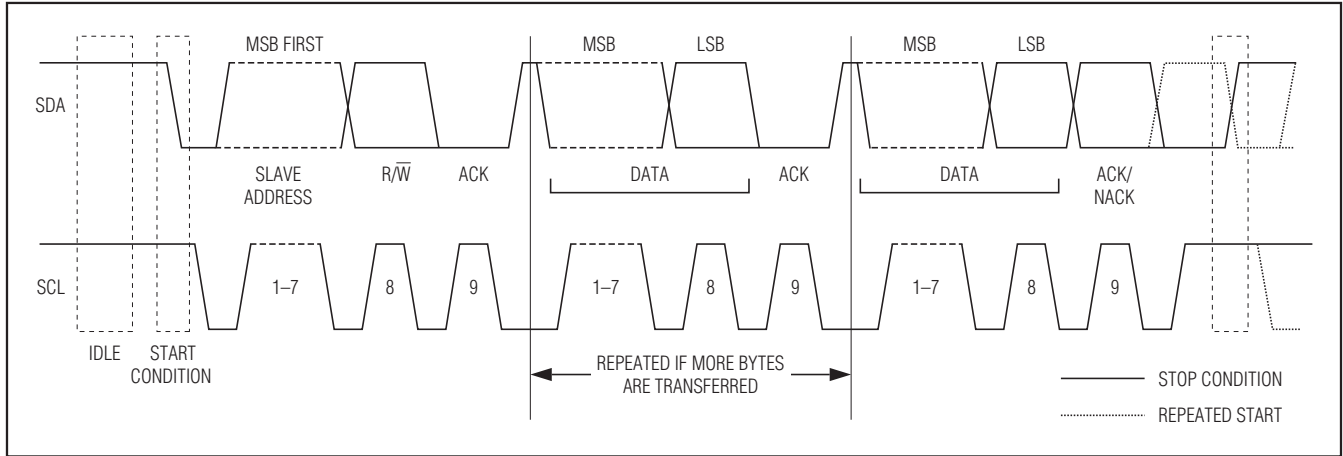 MSB FIRST
MSB
LSB
MSB
LSB
SDA
SLAVE
ADDRESS
R/W̅
ACK
DATA
ACK
DATA
ACK/
NACK
SCL
1–7
8
9
1–7
8
9
1–7
8
9
IDLE
START
CONDITION
REPEATED IF MORE BYTES
ARE TRANSFERRED
STOP CONDITION
REPEATED START